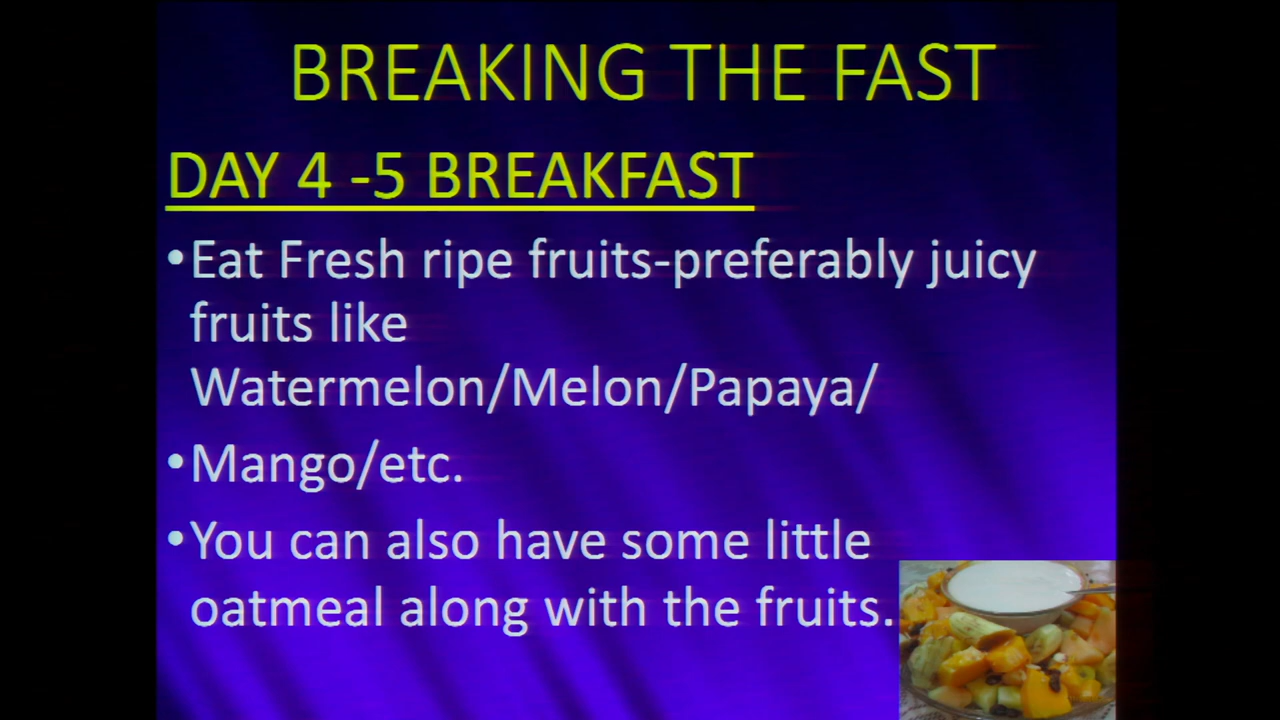 BREAKING THE FAST
DAY 4 -5 BREAKFAST
•Eat Fresh ripe fruits-preferably juicy
fruits like
Watermelon/Melon/Papaya/
•Mango/etc.
•You can also have some little
oatmeal along with the fruits.